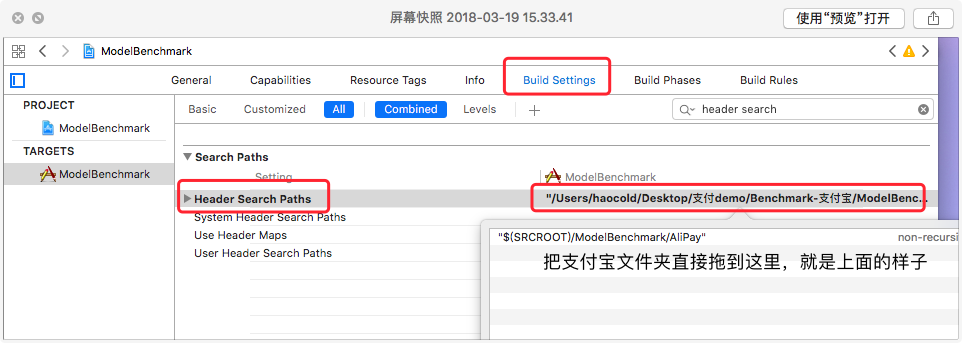 屏幕快照 2018-03-19 15.33.41
使用“预览”打开
ModelBenchmark
General Capabilities Resource Tags Info Build Settings Build Phases Build Rules
PROJECT
ModelBenchmark
TARGETS
ModelBenchmark
Basic Customized All Combined Levels + header search
Search Paths
Setting ModelBenchmark
Header Search Paths "/Users/haocold/Desktop/支付demo/Benchmark-支付宝/ModelBenc...
System Header Search Paths
Use Header Maps
User Header Search Paths
"$(SRCROOT)/ModelBenchmark/AliPay" non-recursi
把支付宝文件夹直接拖到这里，就是上面的样子